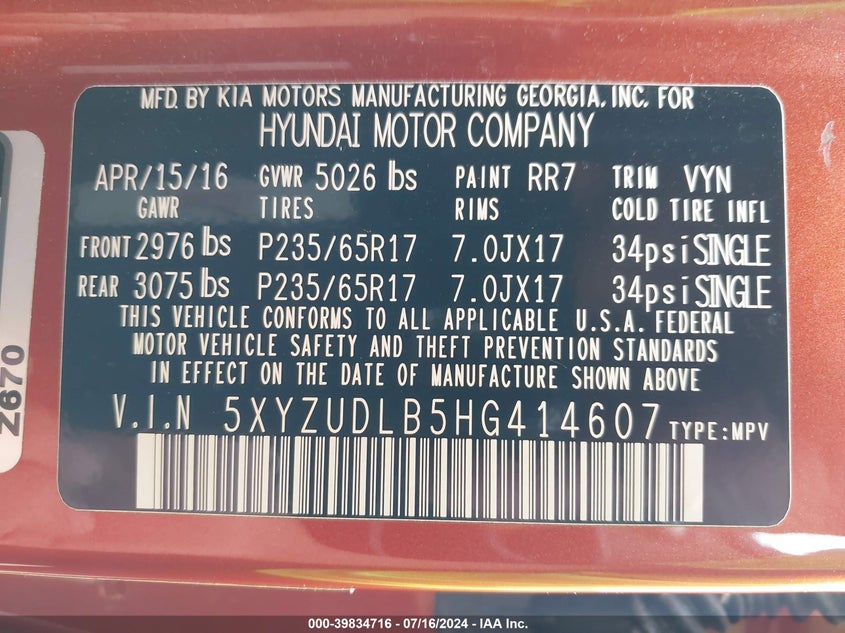 MFD. BY KIA MOTORS MANUFACTURING GEORGIA, INC. FOR
HYUNDAI MOTOR COMPANY
APR/15/16 GVWR 5026 lbs PAINT RR7 TRIM VYN
GAWR TIRES RIMS COLD TIRE INFL
FRONT 2976 lbs P235/65R17 7.0JX17 34psi SINGLE
REAR 3075 lbs P235/65R17 7.0JX17 34psi SINGLE
THIS VEHICLE CONFORMS TO ALL APPLICABLE U.S.A. FEDERAL
MOTOR VEHICLE SAFETY AND THEFT PREVENTION STANDARDS
IN EFFECT ON THE DATE OF MANUFACTURE SHOWN ABOVE
V.I.N 5XYZUDLB5HG414607 TYPE:MPV
Z670
000-39834716 - 07/16/2024 - IAA Inc.